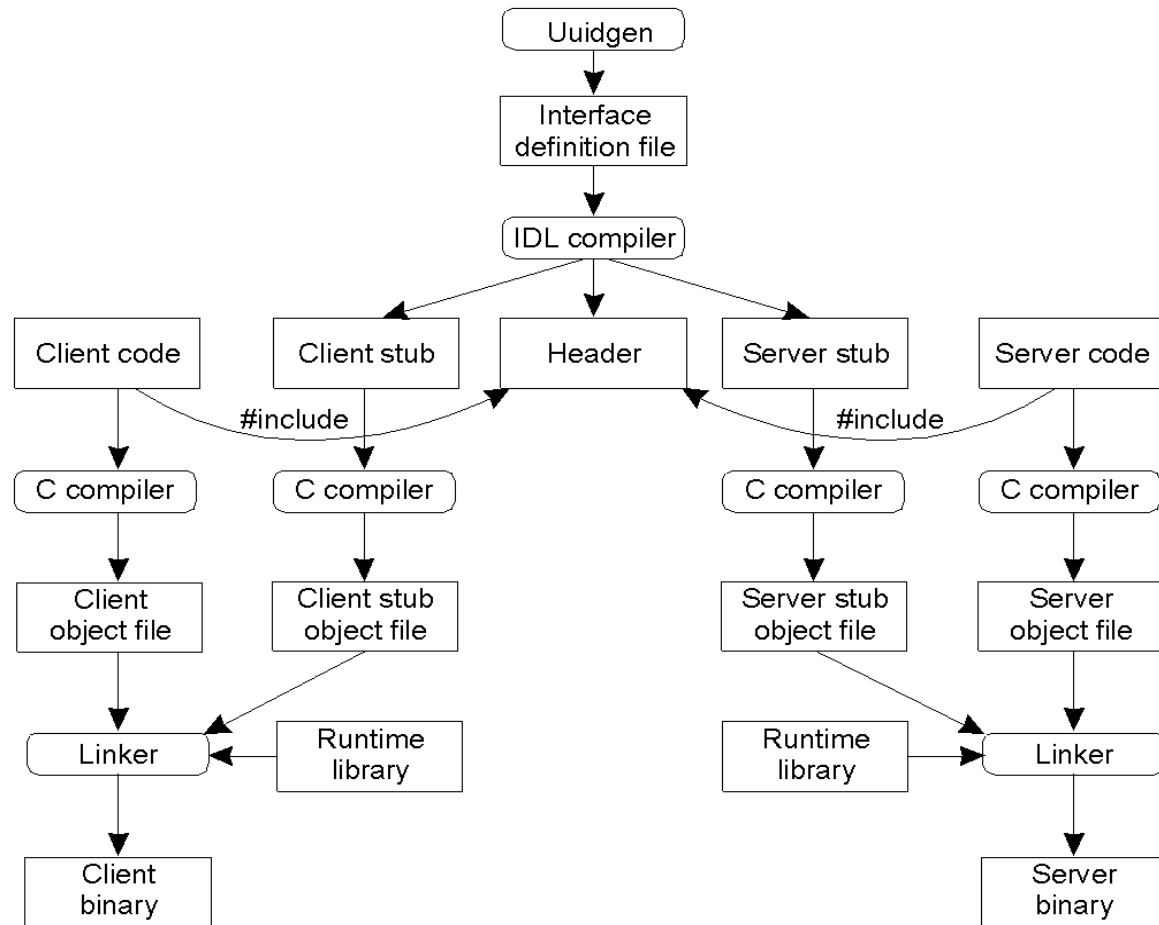 Uuidgen
Interface
definition file
IDL compiler
Client code
Client stub
Header
Server stub
Server code
#include
#include
C compiler
C compiler
C compiler
C compiler
Client
object file
Client stub
object file
Server stub
object file
Server
object file
Linker
Runtime
library
Runtime
library
Linker
Client
binary
Server
binary